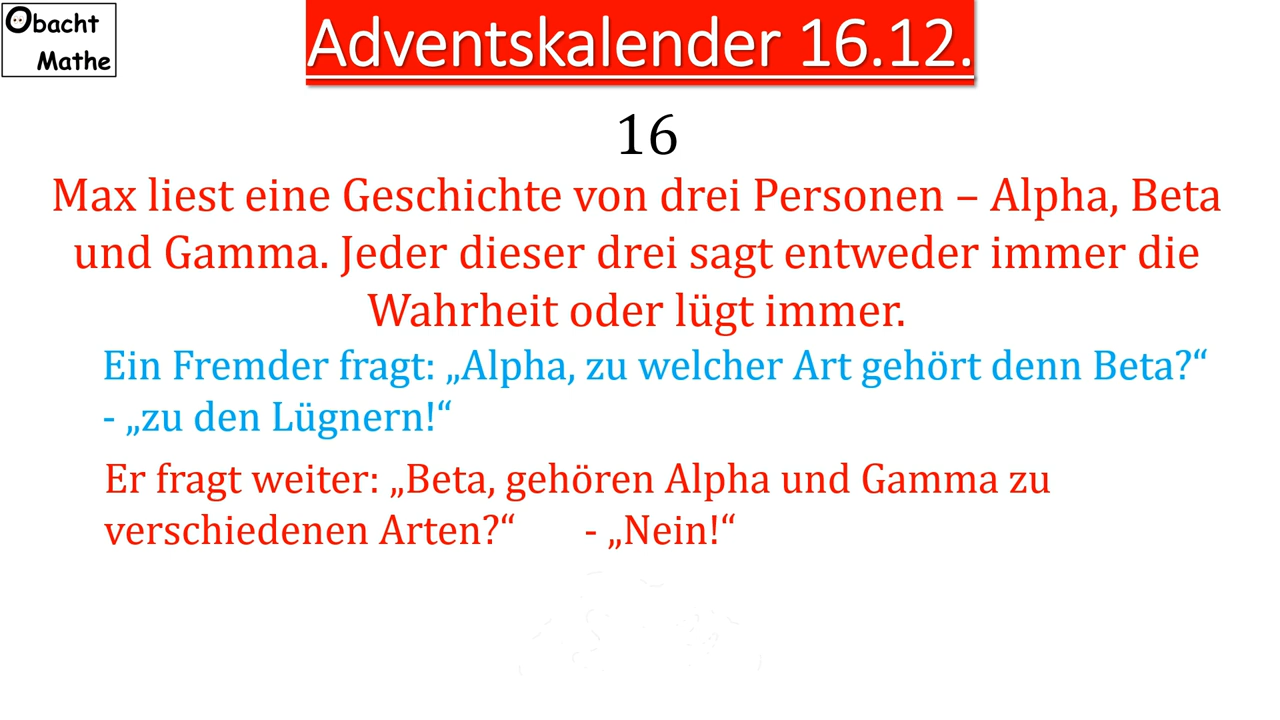 Obacht
Mathe
Adventskalender 16.12.
16
Max liest eine Geschichte von drei Personen – Alpha, Beta
und Gamma. Jeder dieser drei sagt entweder immer die
Wahrheit oder lügt immer.
Ein Fremder fragt: „Alpha, zu welcher Art gehört denn Beta?“
- „zu den Lügnern!“
Er fragt weiter: „Beta, gehören Alpha und Gamma zu
verschiedenen Arten?“ - „Nein!“